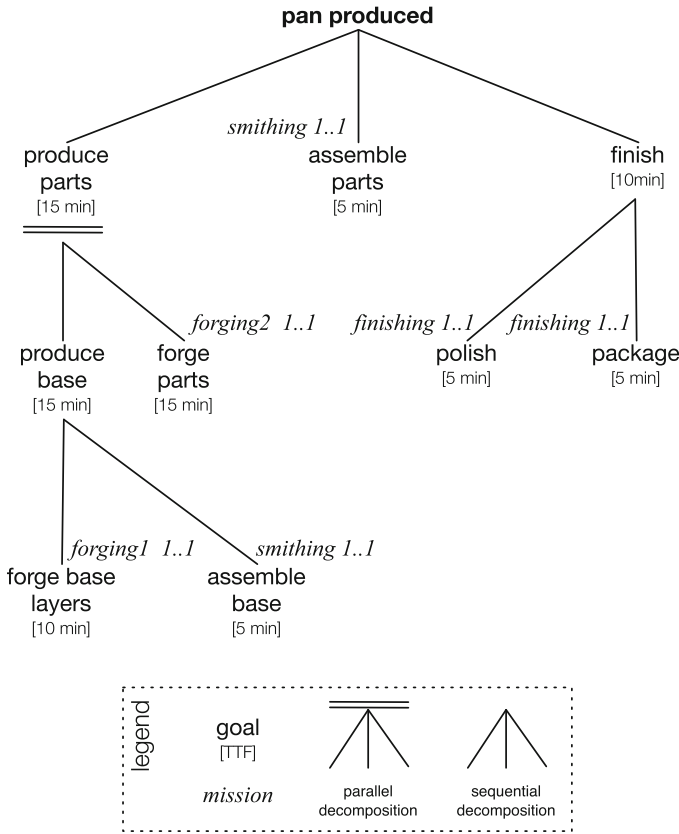 pan produced
smithing 1..1
produce
parts
[15 min]
assemble
parts
[5 min]
finish
[10min]
forging2 1..1
finishing 1..1
finishing 1..1
produce
base
[15 min]
forge
parts
[15 min]
polish
[5 min]
package
[5 min]
forging1 1..1
smithing 1..1
forge base
layers
[10 min]
assemble
base
[5 min]
legend
goal
[TTF]
mission
parallel
decomposition
sequential
decomposition